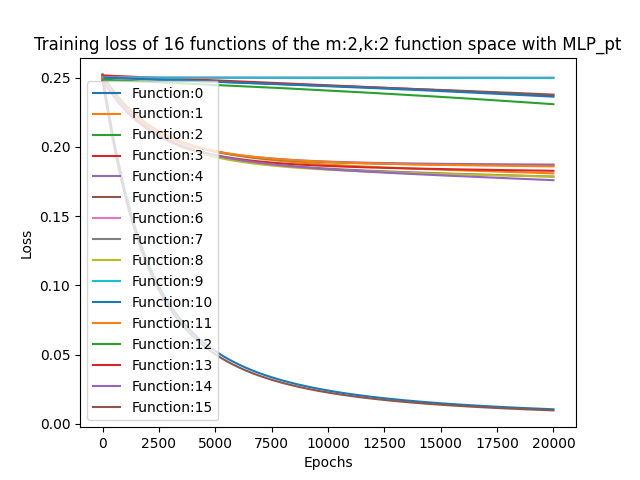 Training loss of 16 functions of the m:2,k:2 function space with MLP_pt
0.25
0.20
0.15
0.10
0.05
0.00
Loss
Function:0
Function:1
Function:2
Function:3
Function:4
Function:5
Function:6
Function:7
Function:8
Function:9
Function:10
Function:11
Function:12
Function:13
Function:14
Function:15
0 2500 5000 7500 10000 12500 15000 17500 20000
Epochs